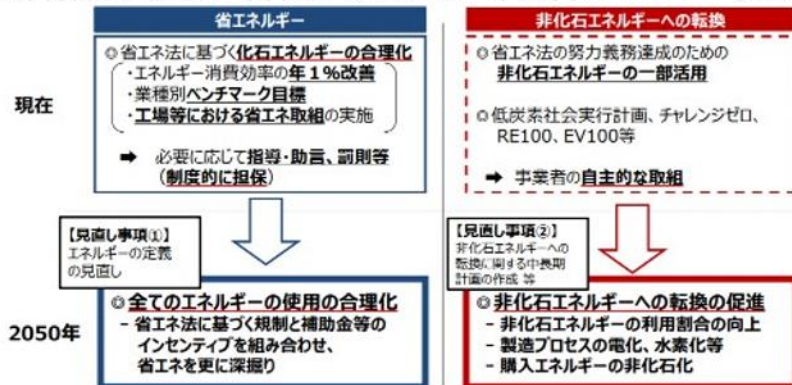 省エネルギー
非化石エネルギーへの転換
現在
◎省エネ法に基づく化石エネルギーの合理化
・エネルギー消費効率の年1%改善
・業種別ベンチマーク目標
・工場等における省エネ取組の実施
➡ 必要に応じて指導・助言、罰則等
(制度的に担保)
◎省エネ法の努力義務達成のための
非化石エネルギーの一部活用
◎低炭素社会実行計画、チャレンジゼロ、
RE100、EV100等
➡ 事業者の自主的な取組
【見直し事項①】
エネルギーの定義
の見直し
【見直し事項②】
非化石エネルギーへの
転換に関する中長期
計画の作成 等
2050年
◎全てのエネルギーの使用の合理化
− 省エネ法に基づく規制と補助金等の
インセンティブを組み合わせ、
省エネを更に深掘り
◎非化石エネルギーへの転換の促進
− 非化石エネルギーの利用割合の向上
− 製造プロセスの電化、水素化等
− 購入エネルギーの非化石化